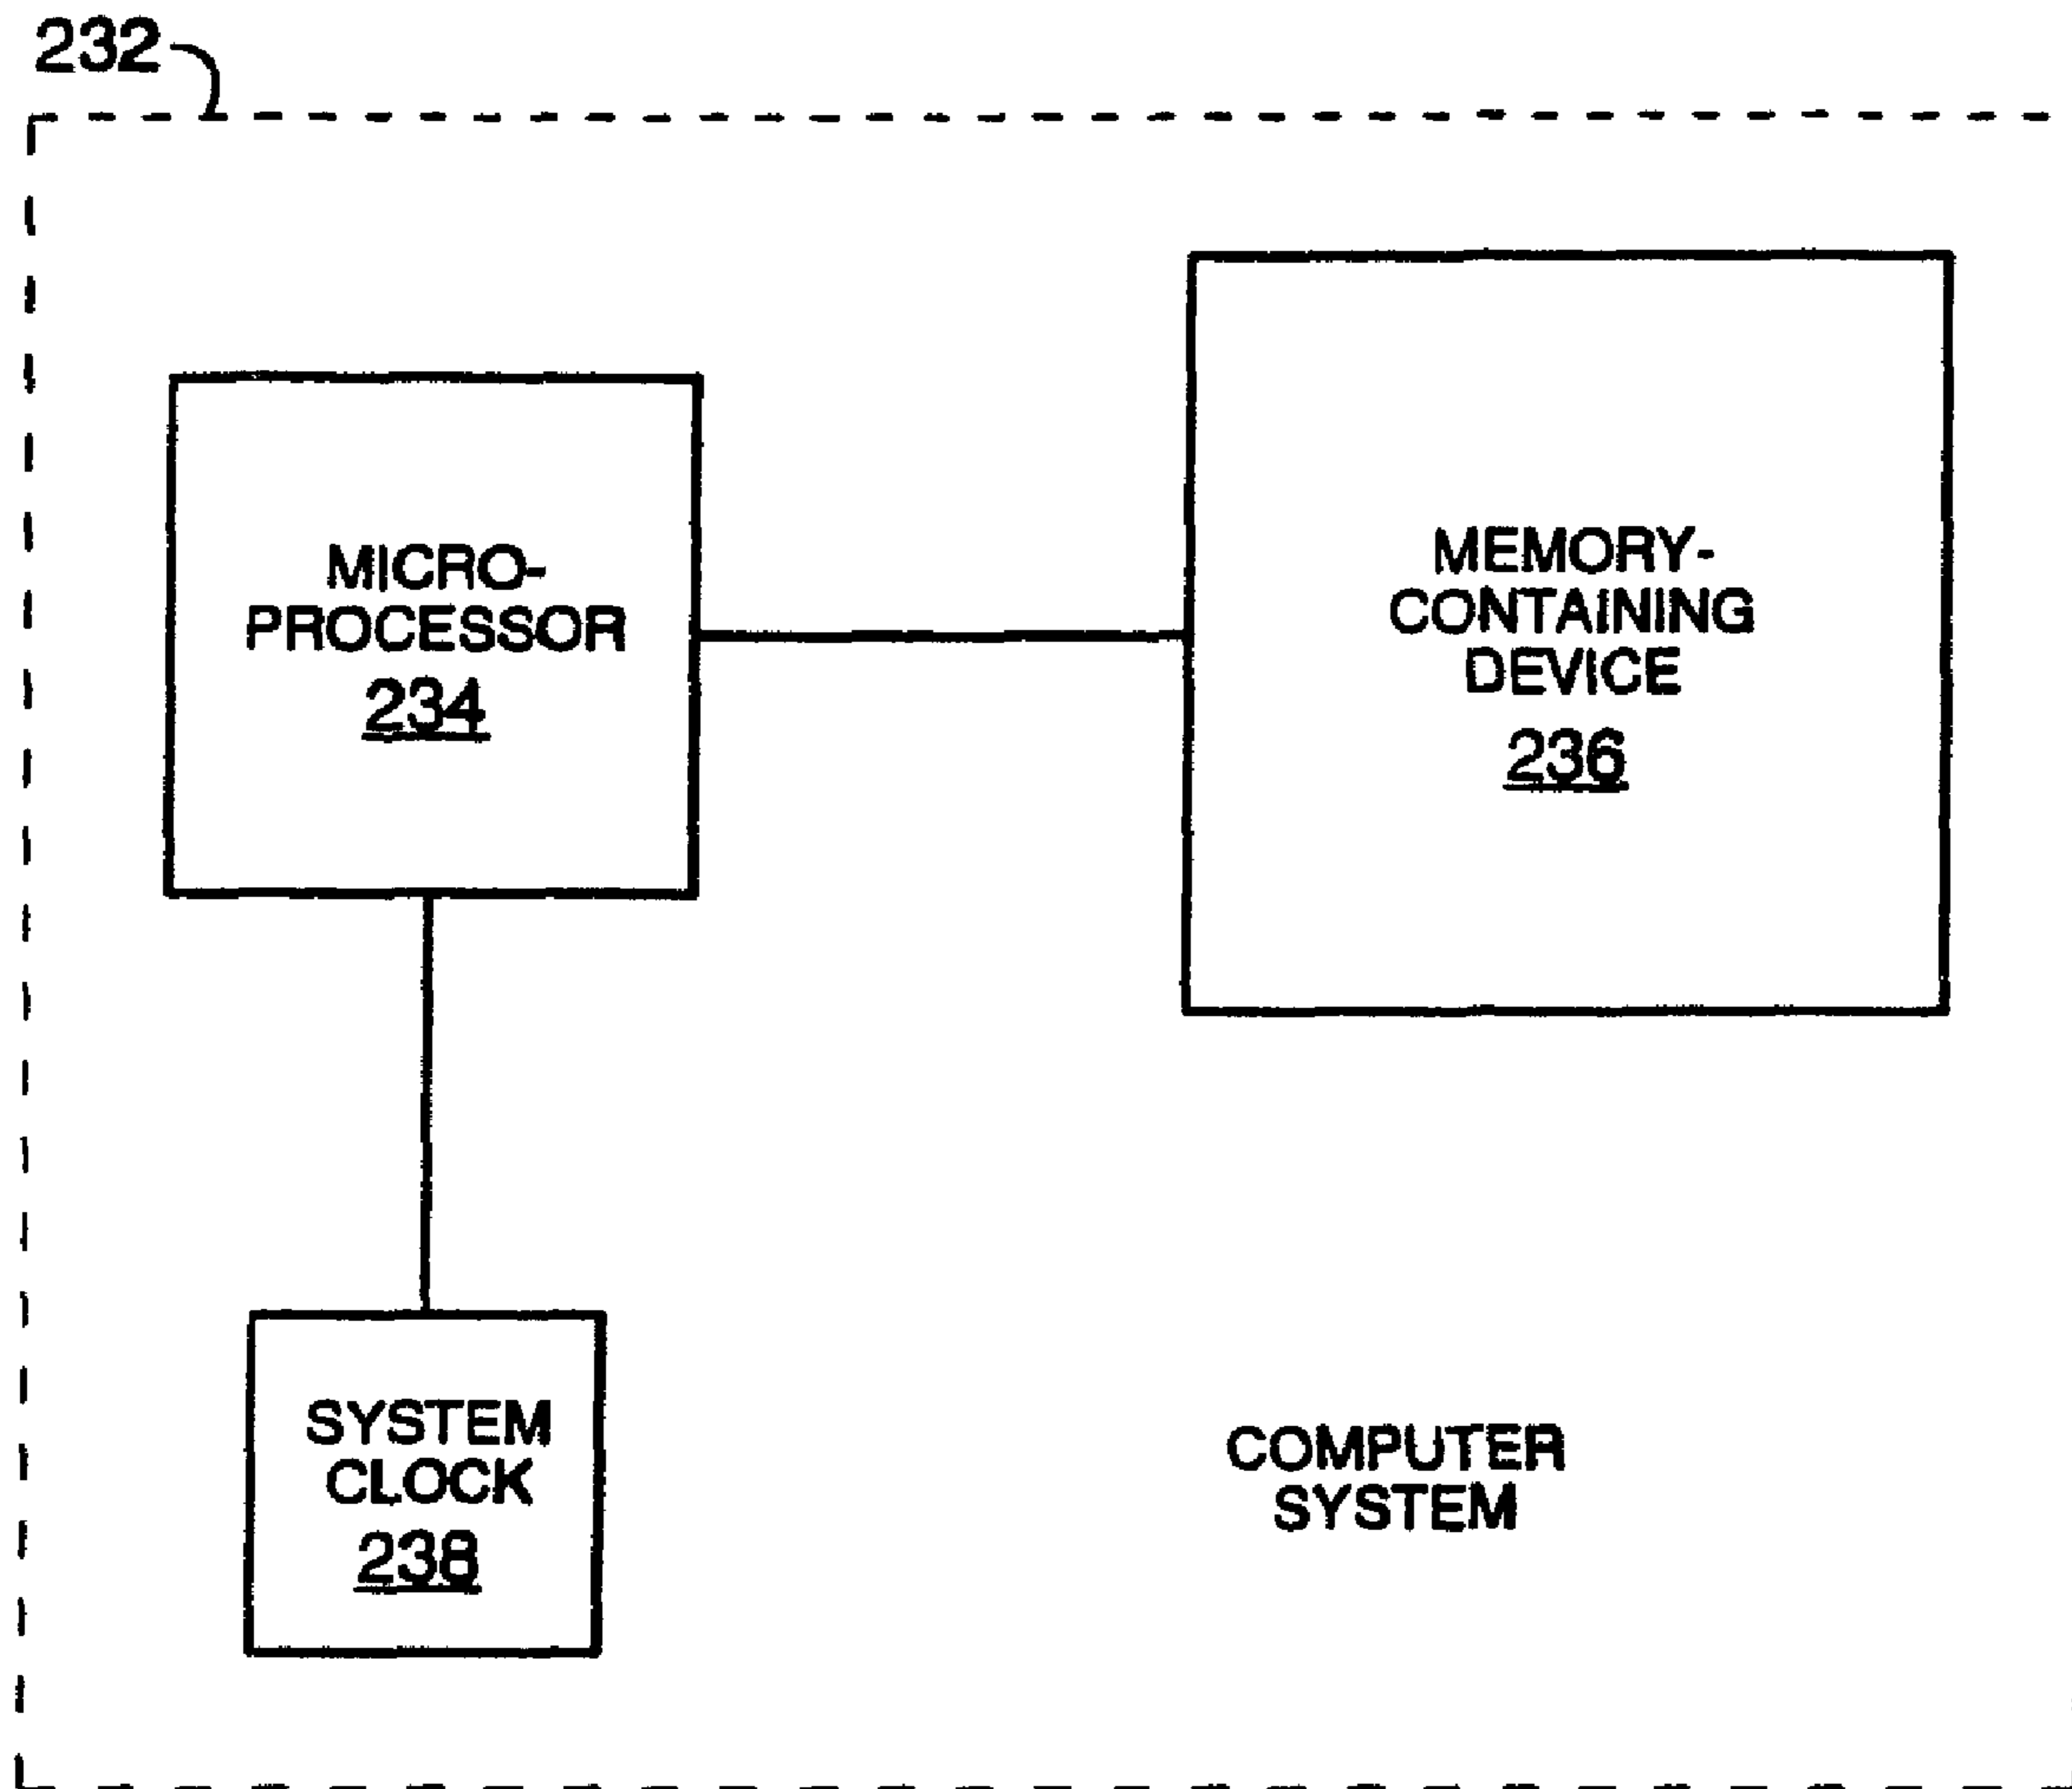 232
MICRO-
PROCESSOR
234
MEMORY-
CONTAINING
DEVICE
236
SYSTEM
CLOCK
238
COMPUTER
SYSTEM